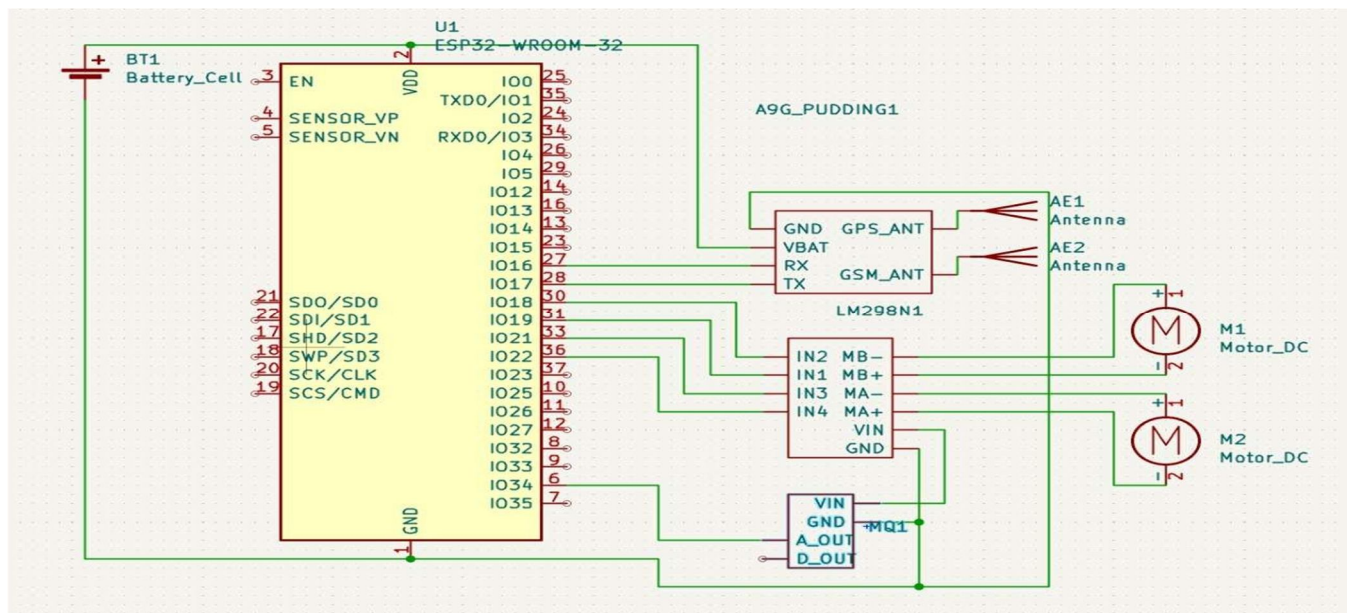 BT1
Battery_Cell
U1
ESP32-WROOM-32
2
VDD
3 EN
4 SENSOR_VP
5 SENSOR_VN
21 SDO/SD0
22 SDI/SD1
17 SHD/SD2
18 SWP/SD3
20 SCK/CLK
19 SCS/CMD
IO0 25
TXD0/IO1 35
IO2 24
RXD0/IO3 34
IO4 26
IO5 29
IO12 14
IO13 16
IO14 13
IO15 23
IO16 27
IO17 28
IO18 30
IO19 31
IO21 33
IO22 36
IO23 37
IO25 10
IO26 11
IO27 12
IO32 8
IO33 9
IO34 6
IO35 7
GND
1
A9G_PUDDING1
GND GPS_ANT
VBAT
RX GSM_ANT
TX
AE1
Antenna
AE2
Antenna
LM298N1
IN2 MB-
IN1 MB+
IN3 MA-
IN4 MA+
VIN
GND
+ 1
M
- 2
M1
Motor_DC
+ 1
M
- 2
M2
Motor_DC
VIN
GND
MQ1
A_OUT
D_OUT